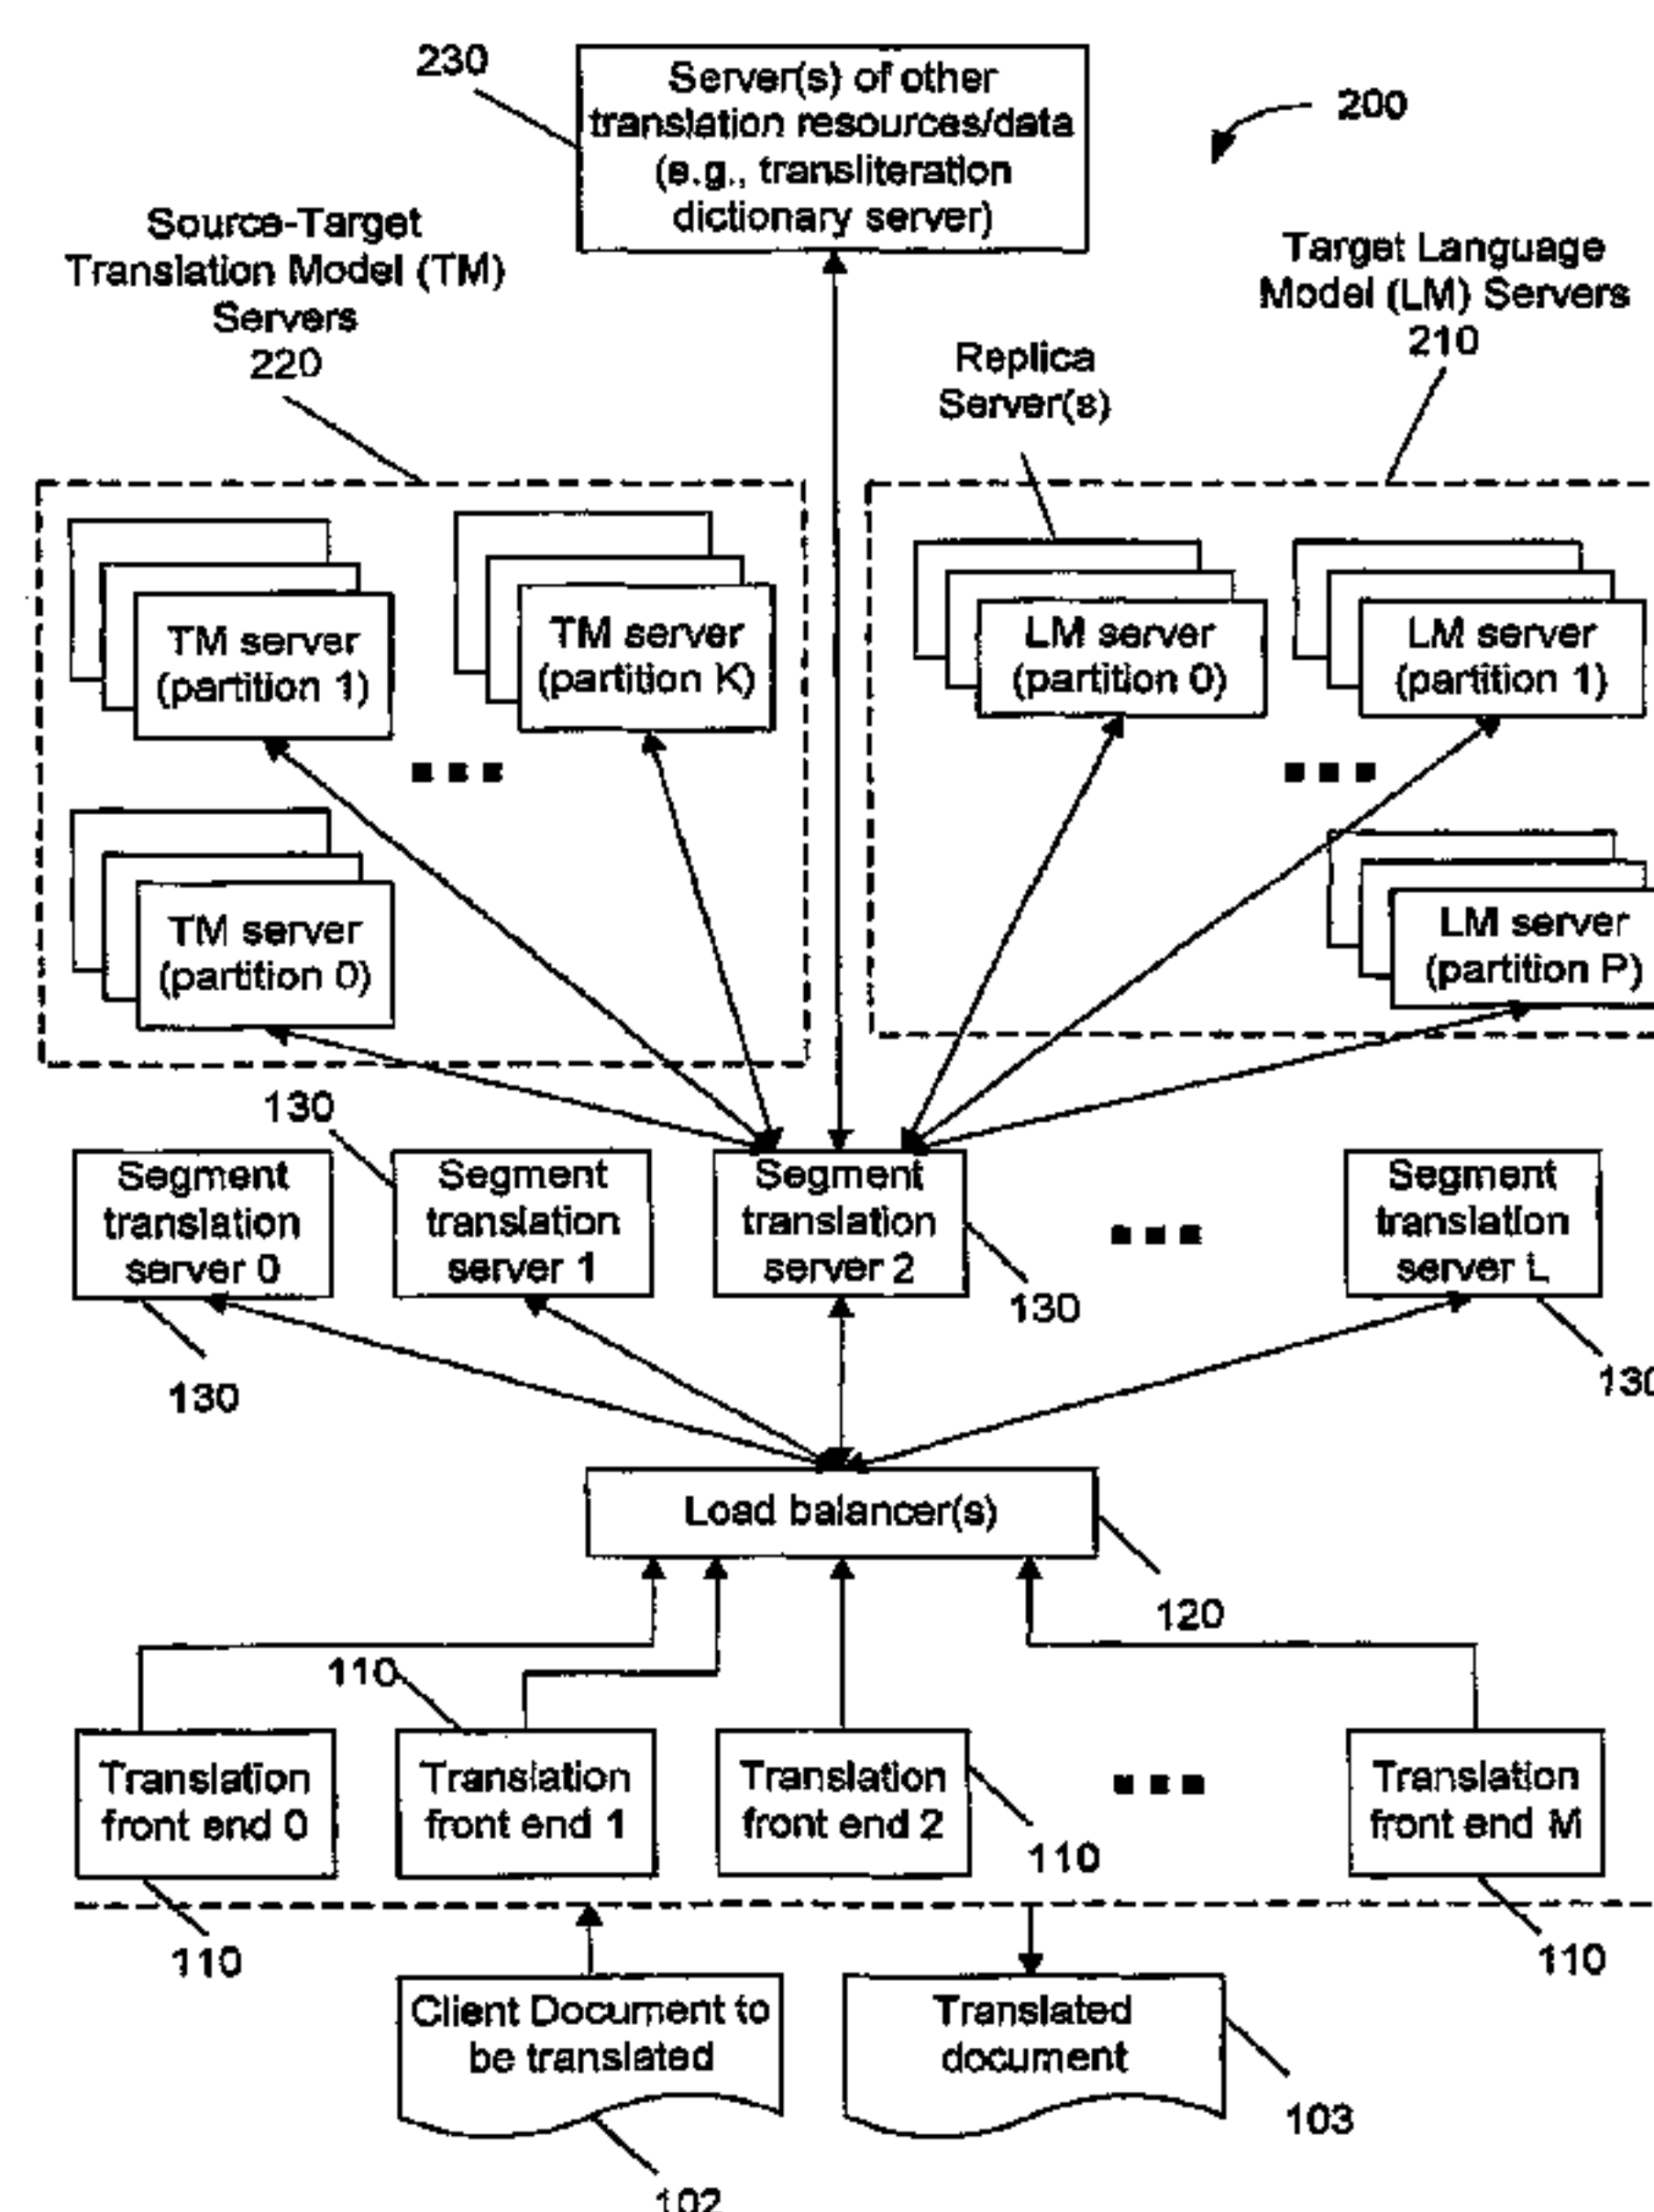 230
Server(s) of other
translation resources/data
(e.g., transliteration
dictionary server)
200
Source-Target
Translation Model (TM)
Servers
220
Target Language
Model (LM) Servers
210
Replica
Server(s)
TM server
(partition 1)
TM server
(partition K)
LM server
(partition 0)
LM server
(partition 1)
TM server
(partition 0)
LM server
(partition P)
130
Segment
translation
server 0
Segment
translation
server 1
Segment
translation
server 2
Segment
translation
server L
130
130
130
Load balancer(s)
120
110
Translation
front end 0
Translation
front end 1
Translation
front end 2
Translation
front end M
110
110
110
Client Document to
be translated
Translated
document
103
102